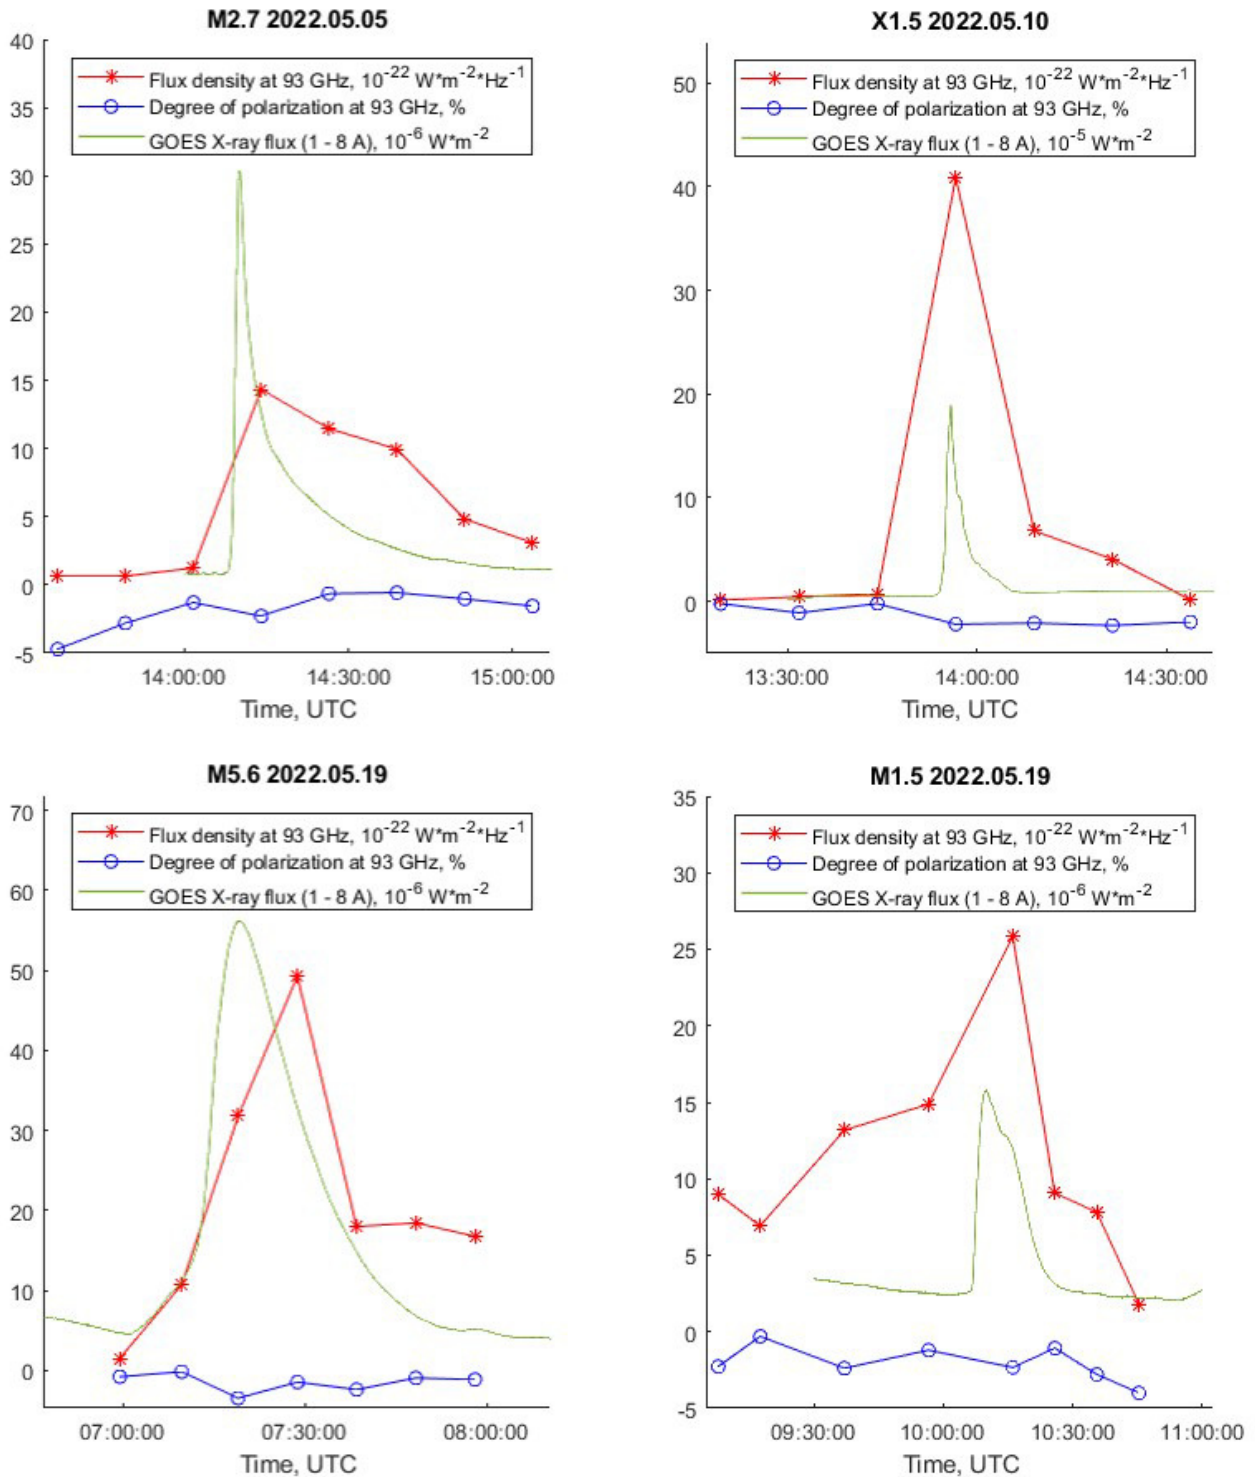 M2.7 2022.05.05
40
35
30
25
20
15
10
5
0
-5
Flux density at 93 GHz, 10^-22 W*m^-2*Hz^-1
Degree of polarization at 93 GHz, %
GOES X-ray flux (1 - 8 A), 10^-6 W*m^-2
14:00:00 14:30:00 15:00:00
Time, UTC
X1.5 2022.05.10
50
40
30
20
10
0
Flux density at 93 GHz, 10^-22 W*m^-2*Hz^-1
Degree of polarization at 93 GHz, %
GOES X-ray flux (1 - 8 A), 10^-5 W*m^-2
13:30:00 14:00:00 14:30:00
Time, UTC
M5.6 2022.05.19
70
60
50
40
30
20
10
0
Flux density at 93 GHz, 10^-22 W*m^-2*Hz^-1
Degree of polarization at 93 GHz, %
GOES X-ray flux (1 - 8 A), 10^-6 W*m^-2
07:00:00 07:30:00 08:00:00
Time, UTC
M1.5 2022.05.19
35
30
25
20
15
10
5
0
-5
Flux density at 93 GHz, 10^-22 W*m^-2*Hz^-1
Degree of polarization at 93 GHz, %
GOES X-ray flux (1 - 8 A), 10^-6 W*m^-2
09:30:00 10:00:00 10:30:00 11:00:00
Time, UTC